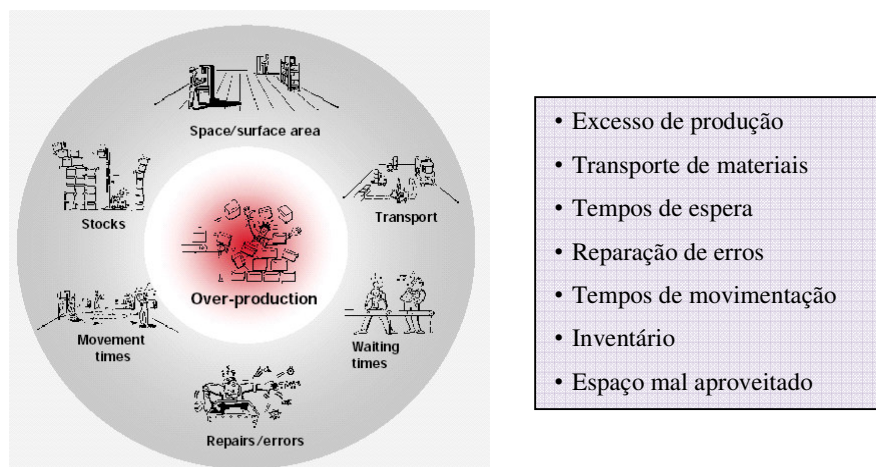 Space/surface area
Stocks
Transport
Over-production
Movement
times
Waiting
times
Repairs/errors
• Excesso de produção
• Transporte de materiais
• Tempos de espera
• Reparação de erros
• Tempos de movimentação
• Inventário
• Espaço mal aproveitado